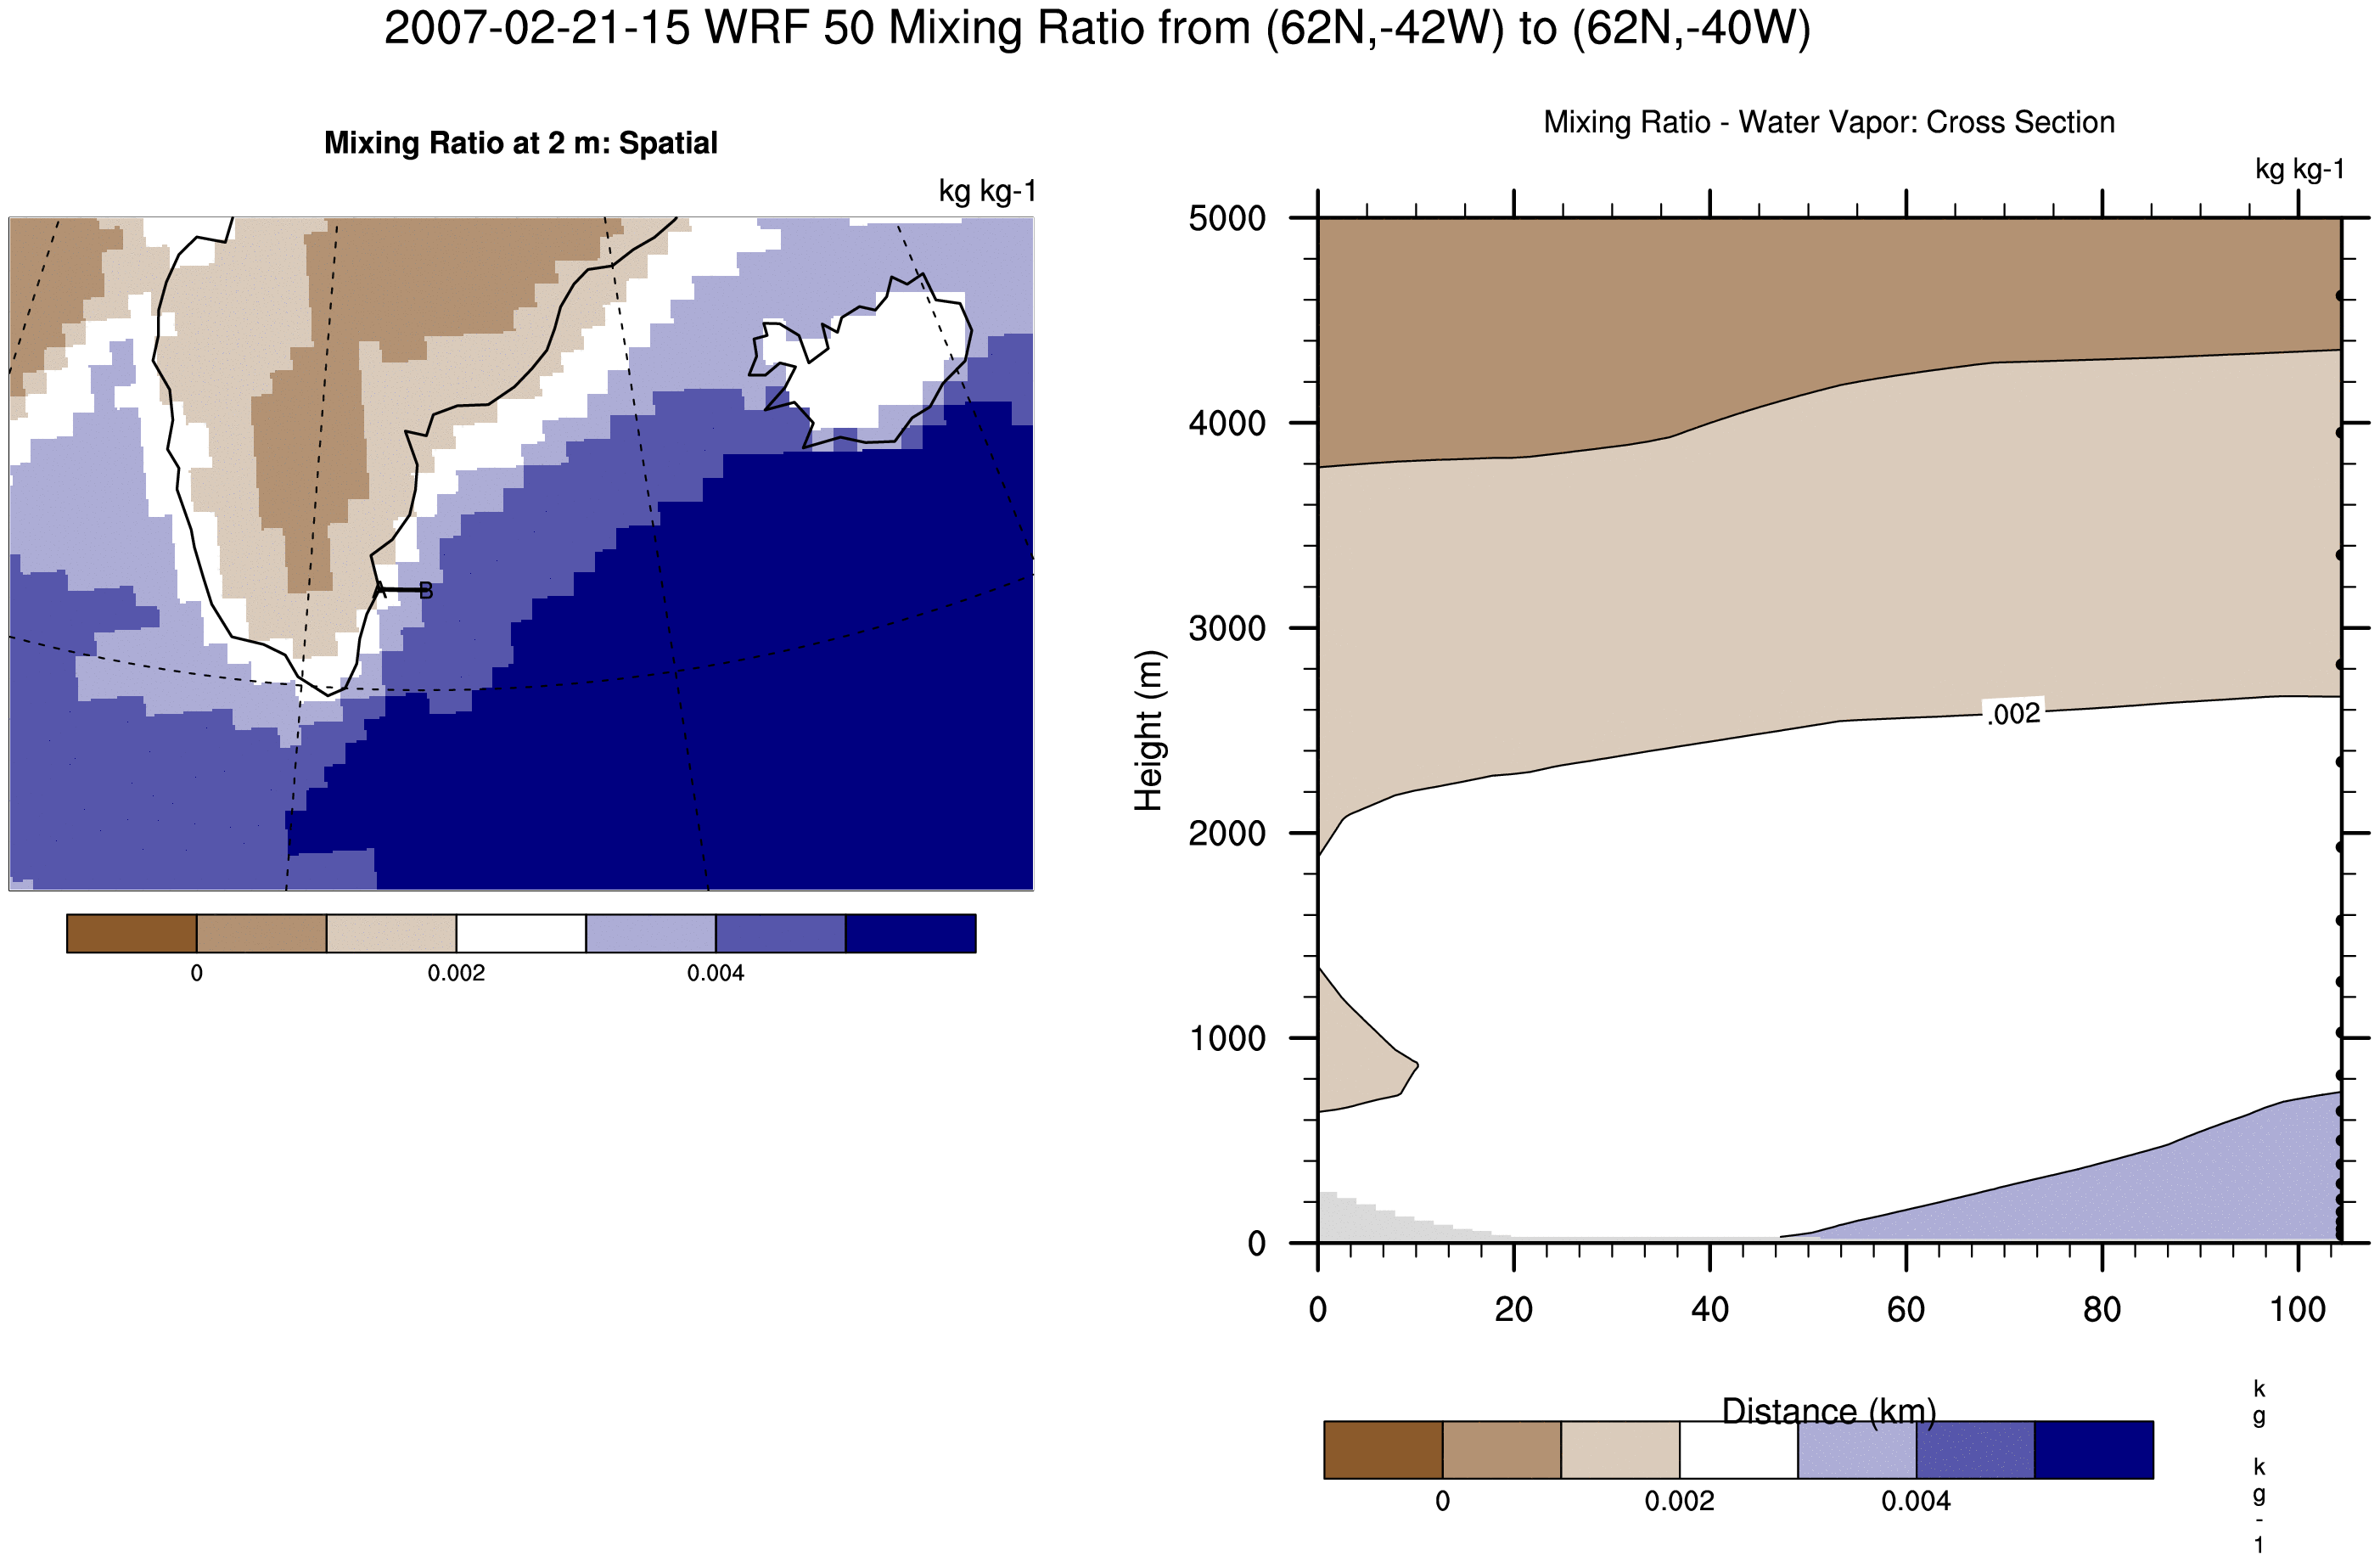 2007-02-21-15 WRF 50 Mixing Ratio from (62N,-42W) to (62N,-40W)
Mixing Ratio at 2 m: Spatial
kg kg-1
A
B
0
0.002
0.004
Mixing Ratio - Water Vapor: Cross Section
kg kg-1
5000
4000
3000
2000
1000
0
Height (m)
.002
0
20
40
60
80
100
Distance (km)
0
0.002
0.004
k
g
k
g
-
1